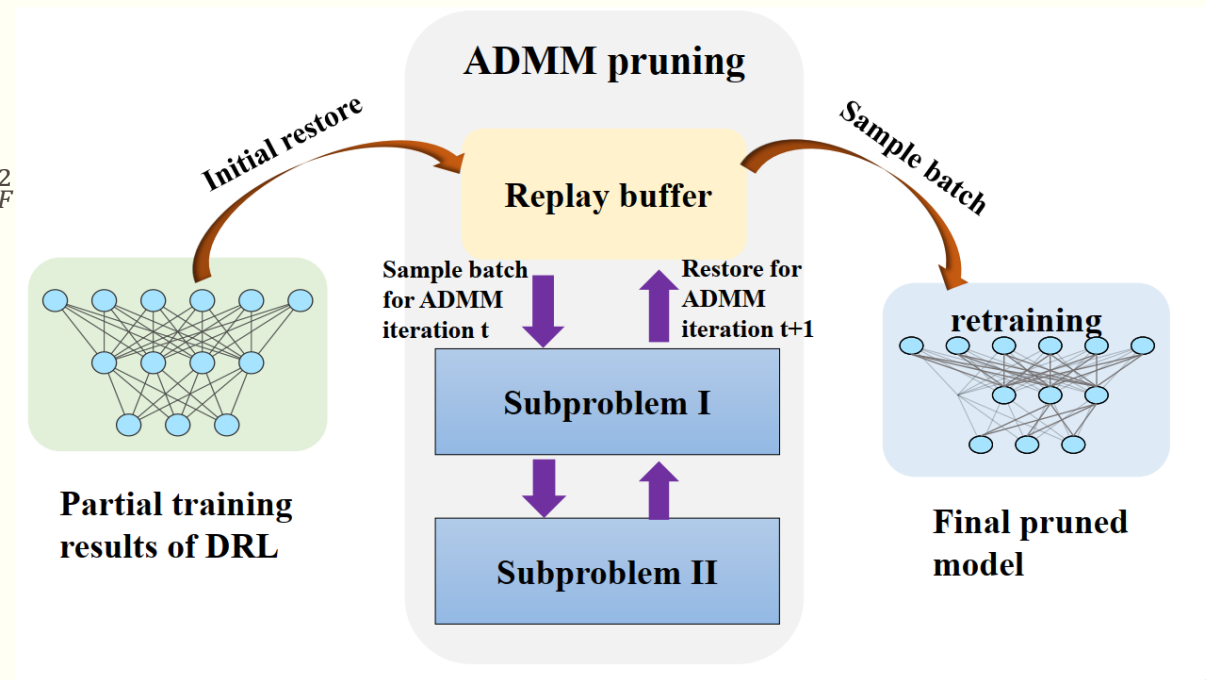 ADMM pruning
Initial restore
Sample batch
2
F
Replay buffer
Sample batch
for ADMM
iteration t
Restore for
ADMM
iteration t+1
retraining
Subproblem I
Partial training
results of DRL
Subproblem II
Final pruned
model